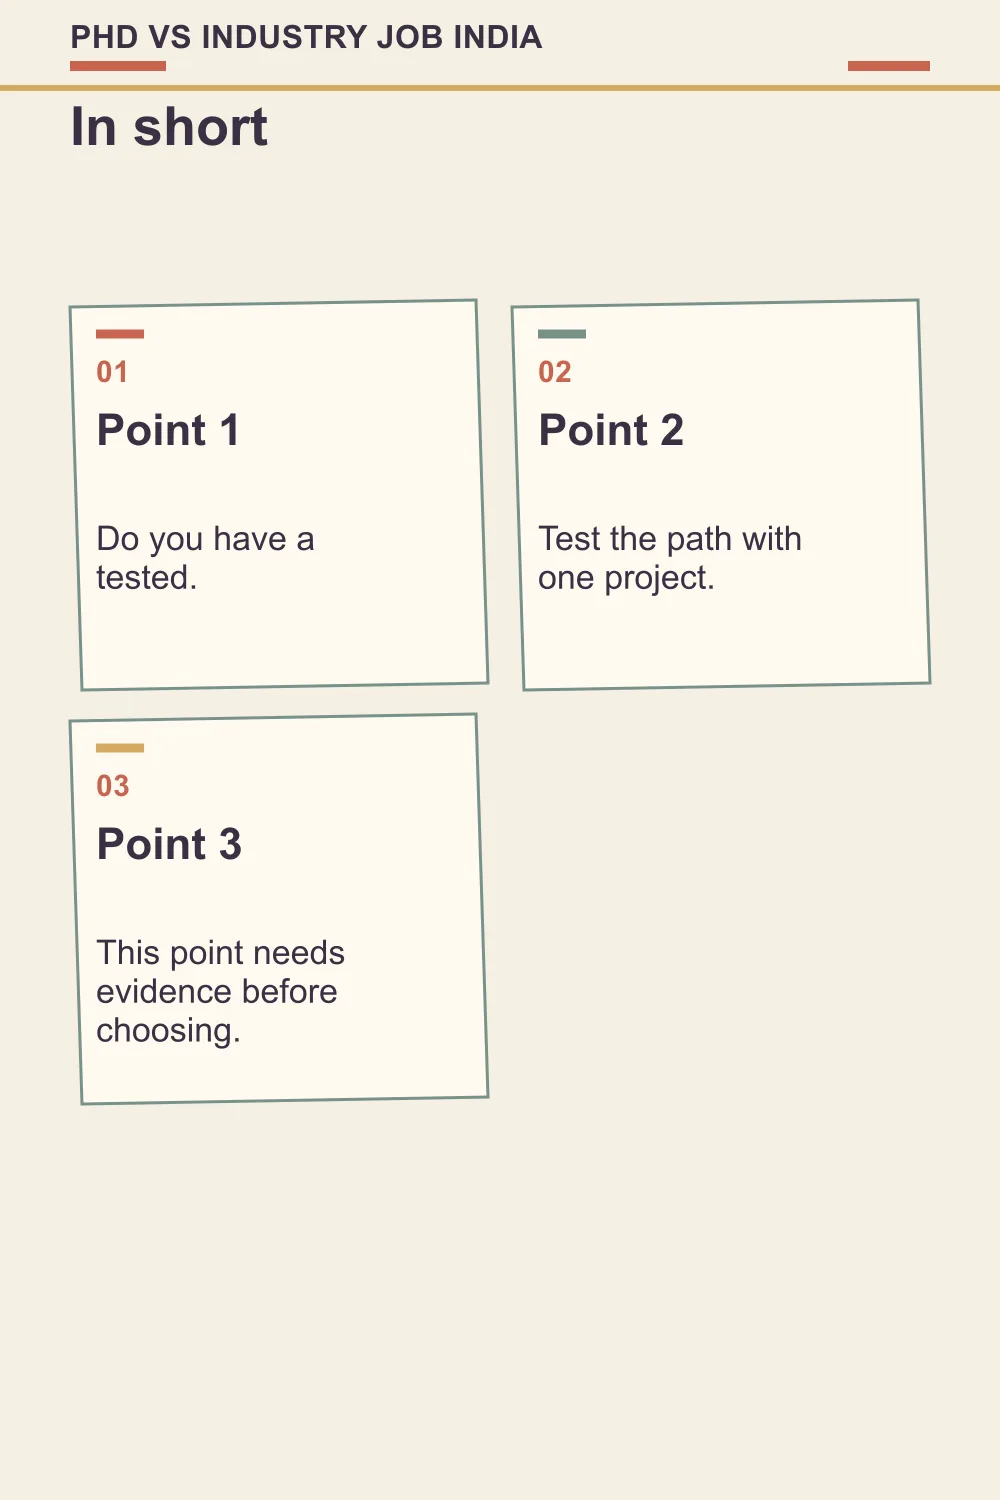 PHD VS INDUSTRY JOB INDIA
In short
01
Point 1
Do you have a
tested.
02
Point 2
Test the path with
one project.
03
Point 3
This point needs
evidence before
choosing.